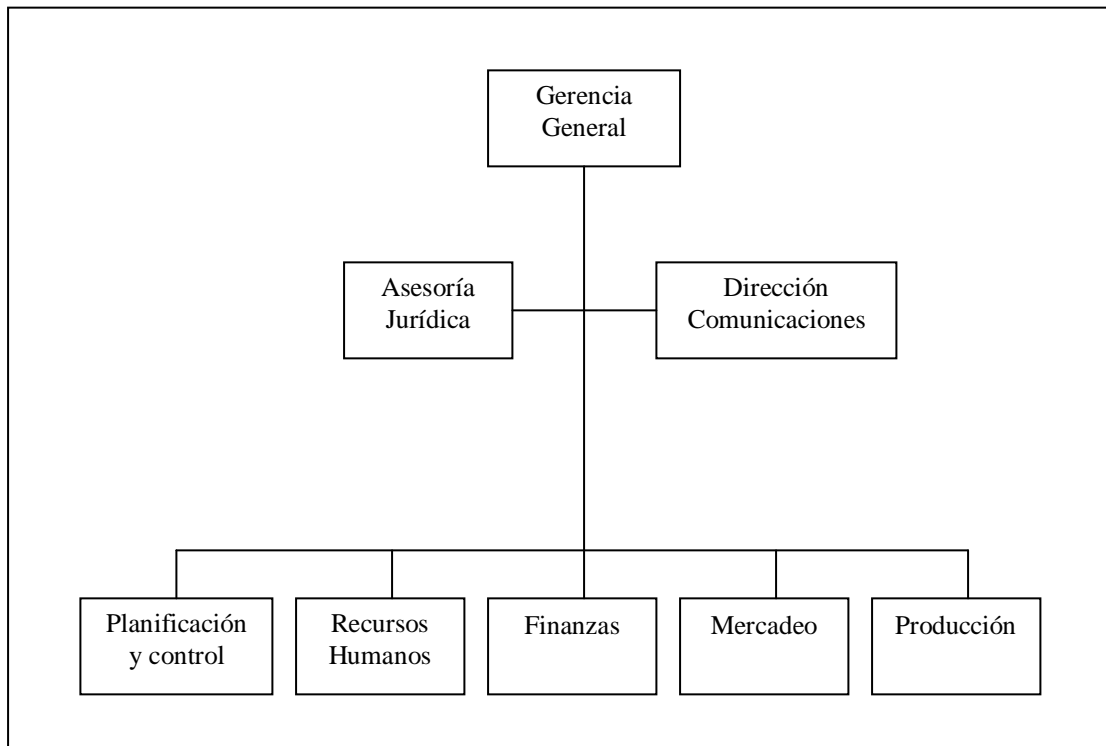 Gerencia
General
Asesoría
Jurídica
Dirección
Comunicaciones
Planificación
y control
Recursos
Humanos
Finanzas
Mercadeo
Producción